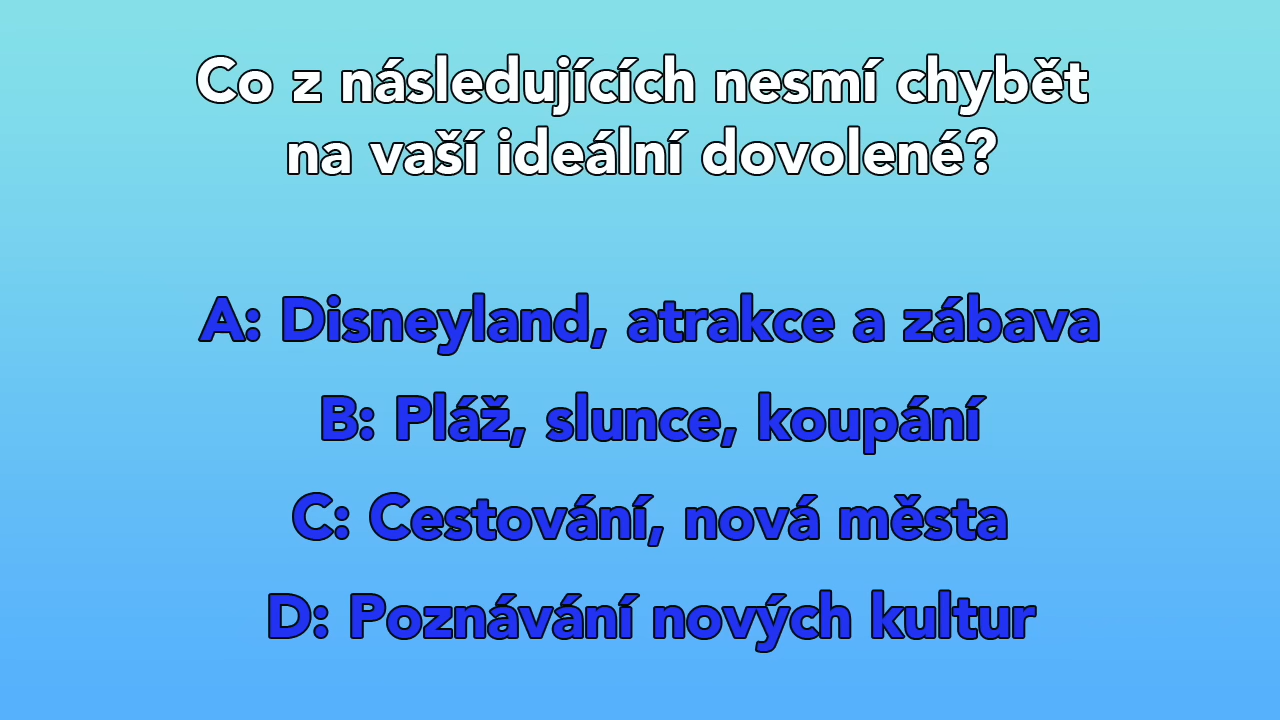 Co z následujících nesmí chybět
na vaší ideální dovolené?
A: Disneyland, atrakce a zábava
B: Pláž, slunce, koupání
C: Cestování, nová města
D: Poznávání nových kultur